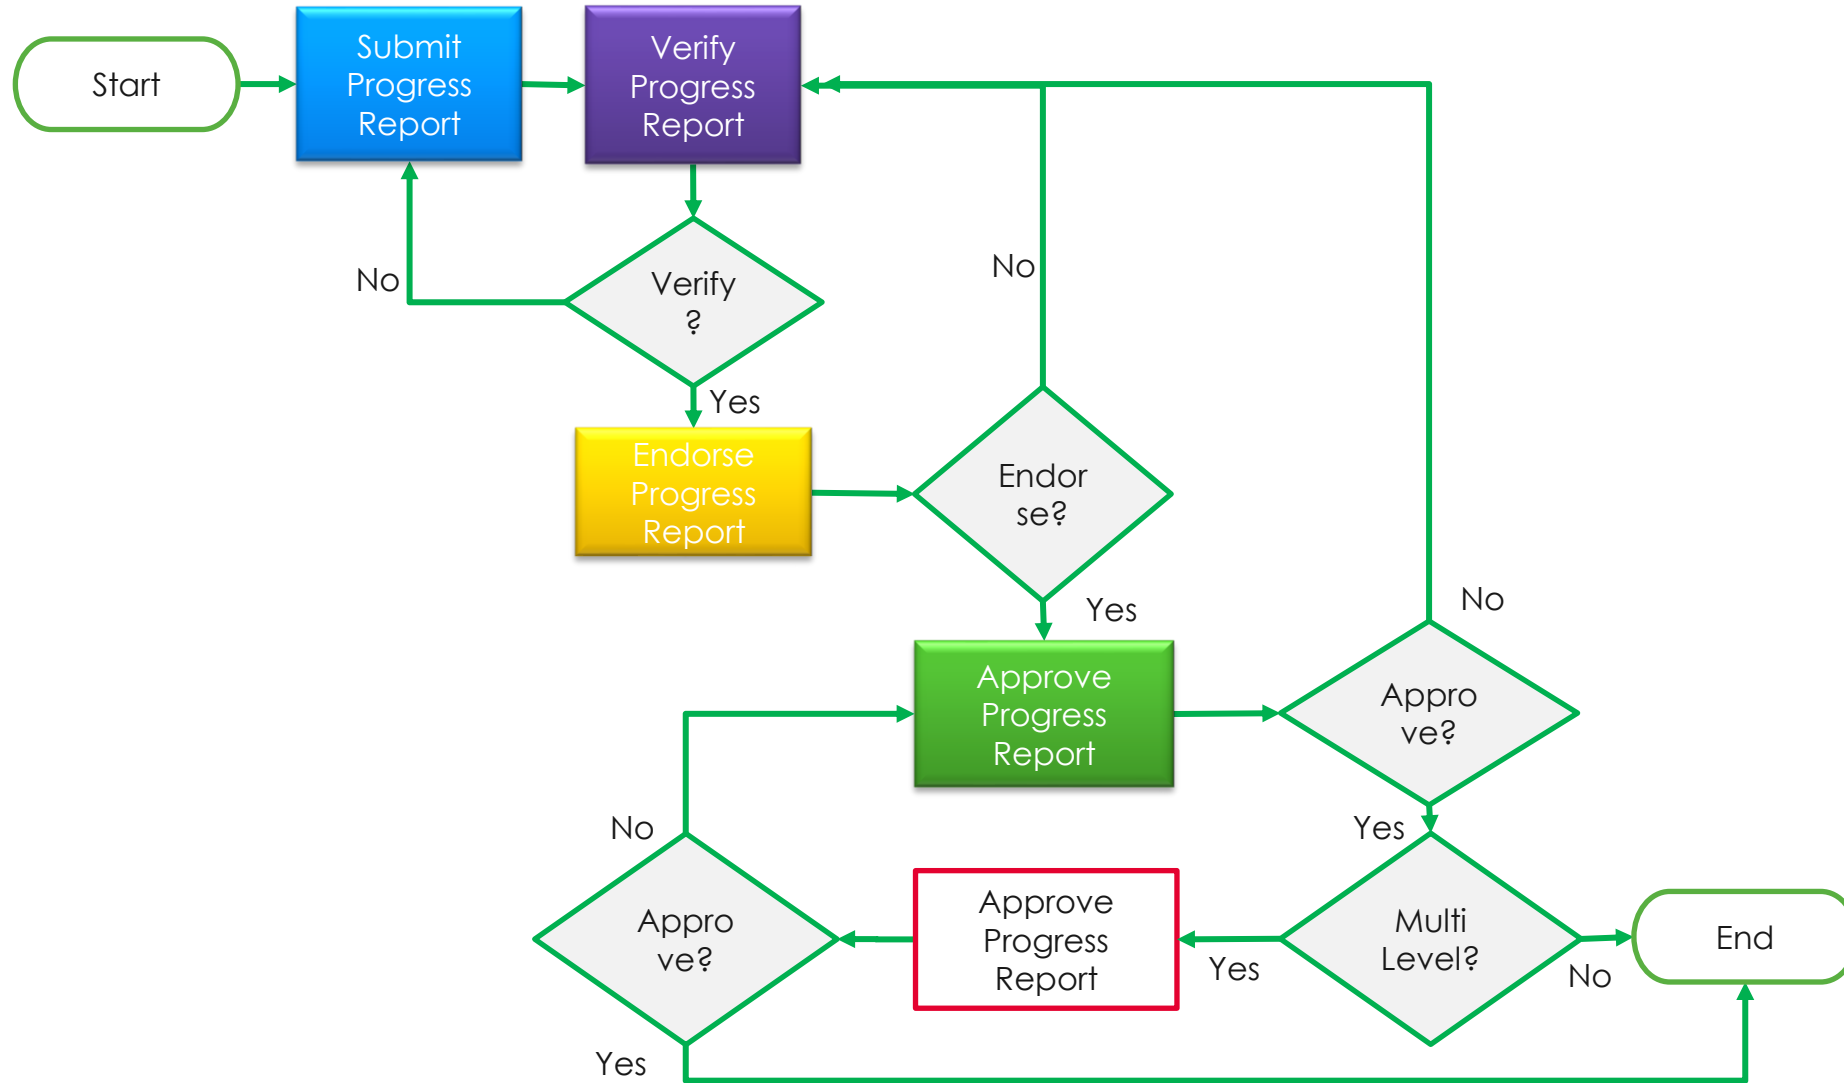 Start
Submit
Progress
Report
Verify
Progress
Report
No
Verify
?
No
Yes
Endorse
Progress
Report
Endor
se?
Yes
No
Approve
Progress
Report
Appro
ve?
No
Yes
Appro
ve?
Approve
Progress
Report
Yes
Multi
Level?
No
End
Yes